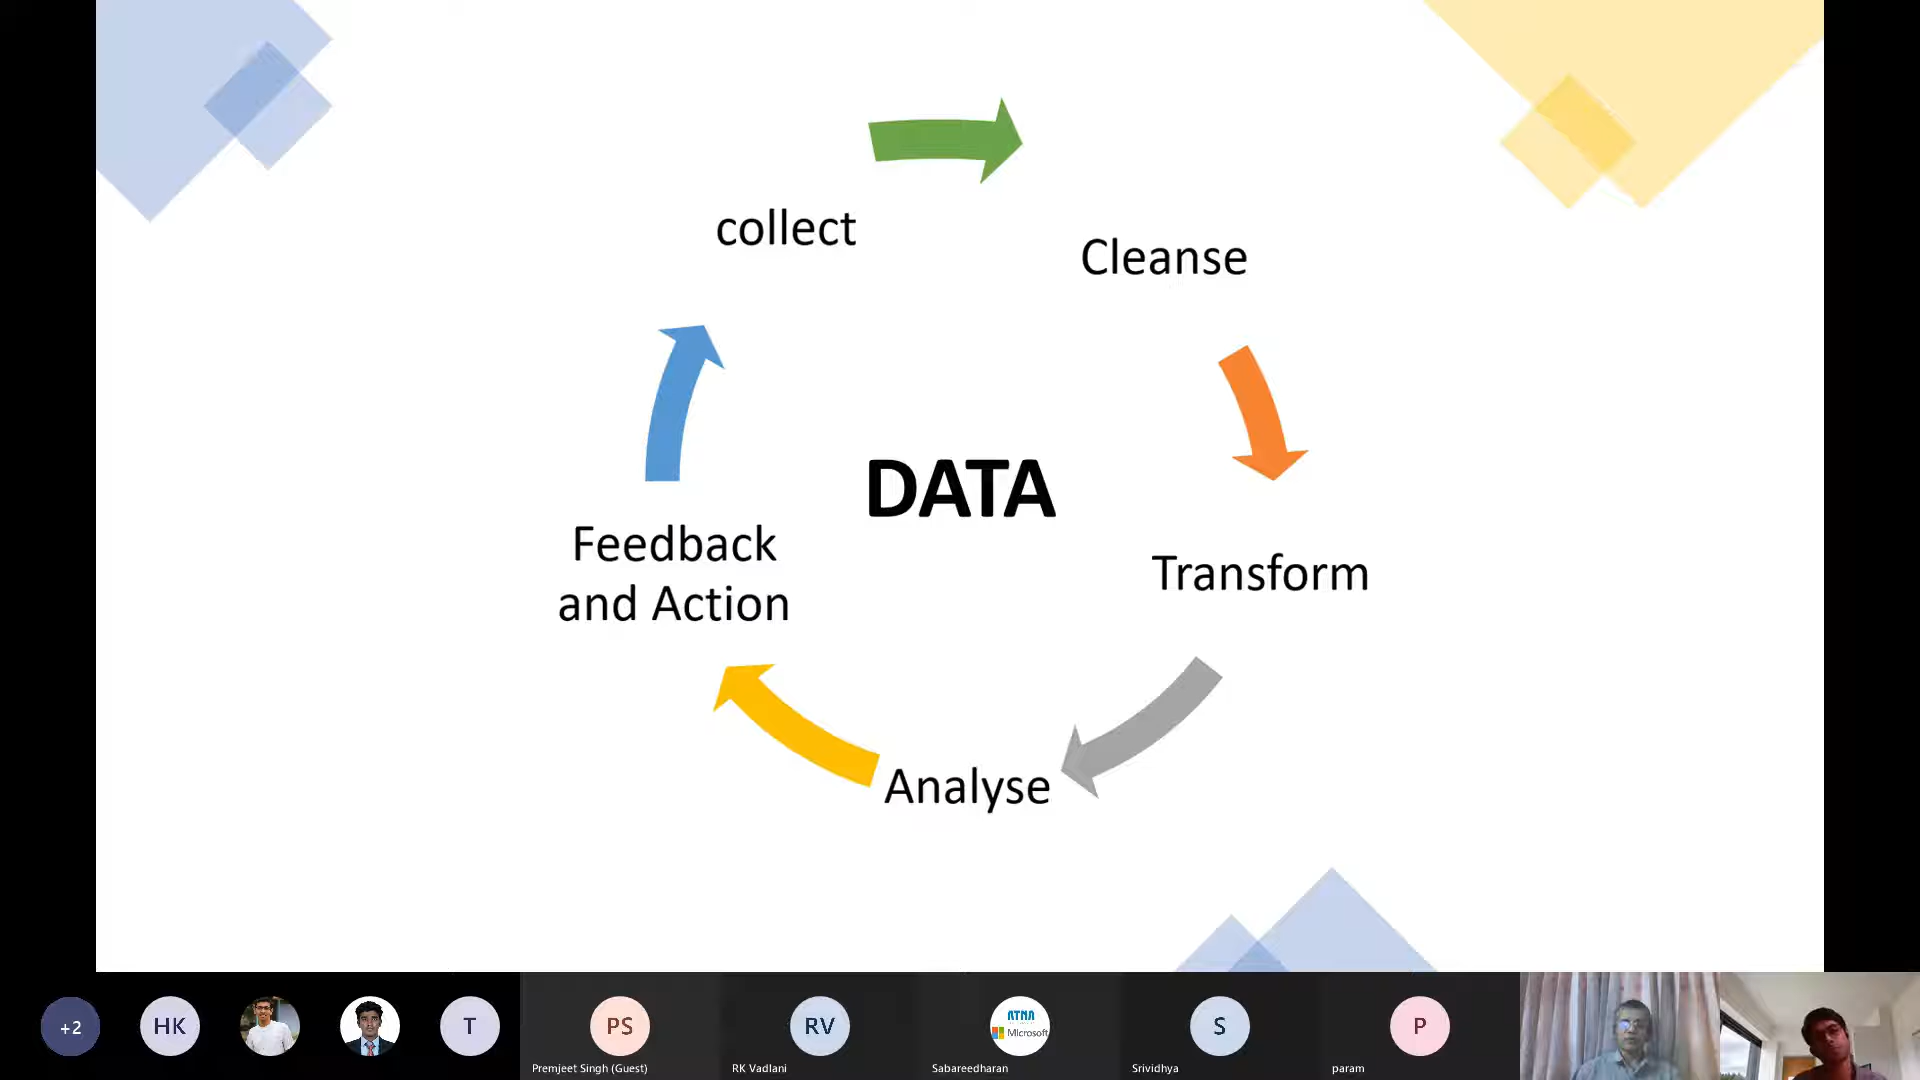 collect
Cleanse
DATA
Feedback
and Action
Transform
Analyse
+2
HK
T
PS
RV
ATNA
Microsoft
S
P
Premjeet Singh (Guest)
RK Vadlani
Sabareedharan
Srividhya
param